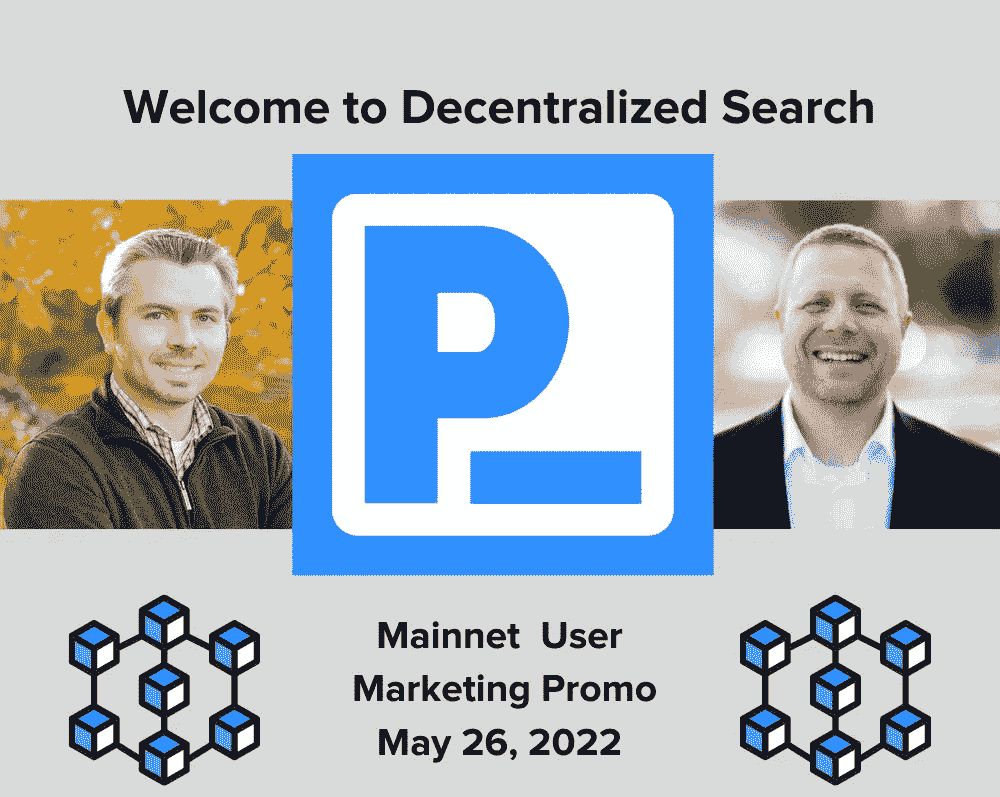 Welcome to Decentralized Search
P
Mainnet User
Marketing Promo
May 26, 2022